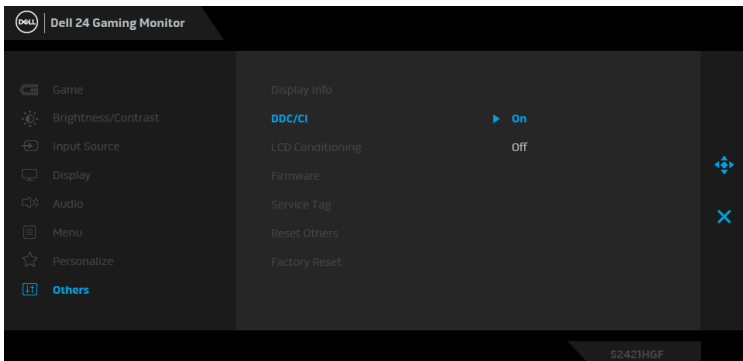 DELL
Dell 24 Gaming Monitor
Game
Brightness/Contrast
Input Source
Display
Audio
Menu
Personalize
Others
Display Info
DDC/CI On
LCD Conditioning Off
Firmware
Service Tag
Reset Others
Factory Reset
S2421HGF